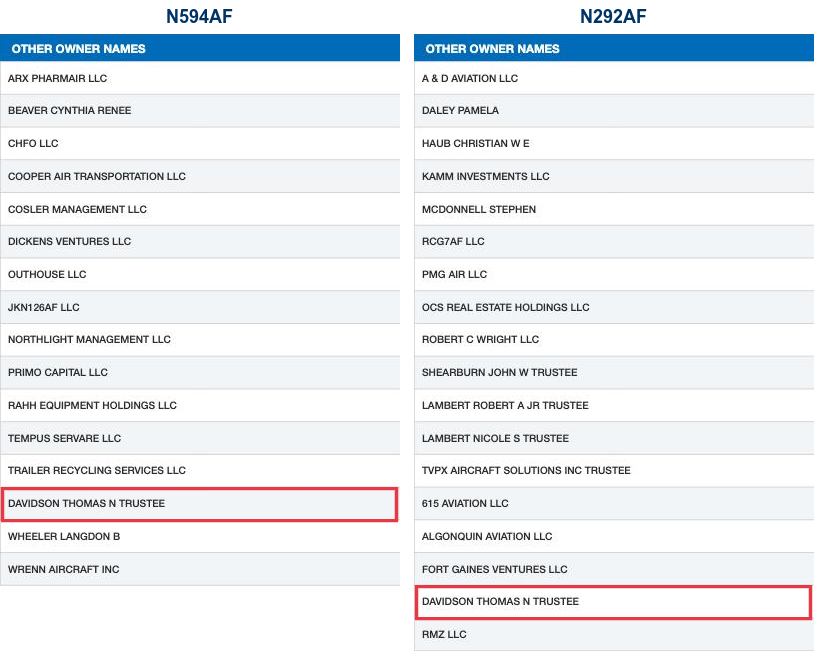 N594AF
OTHER OWNER NAMES
ARX PHARMAIR LLC
BEAVER CYNTHIA RENEE
CHFO LLC
COOPER AIR TRANSPORTATION LLC
COSLER MANAGEMENT LLC
DICKENS VENTURES LLC
OUTHOUSE LLC
JKN126AF LLC
NORTHLIGHT MANAGEMENT LLC
PRIMO CAPITAL LLC
RAHH EQUIPMENT HOLDINGS LLC
TEMPUS SERVARE LLC
TRAILER RECYCLING SERVICES LLC
DAVIDSON THOMAS N TRUSTEE
WHEELER LANGDON B
WRENN AIRCRAFT INC
N292AF
OTHER OWNER NAMES
A & D AVIATION LLC
DALEY PAMELA
HAUB CHRISTIAN W E
KAMM INVESTMENTS LLC
MCDONNELL STEPHEN
RCG7AF LLC
PMG AIR LLC
OCS REAL ESTATE HOLDINGS LLC
ROBERT C WRIGHT LLC
SHEARBURN JOHN W TRUSTEE
LAMBERT ROBERT A JR TRUSTEE
LAMBERT NICOLE S TRUSTEE
TVPX AIRCRAFT SOLUTIONS INC TRUSTEE
615 AVIATION LLC
ALGONQUIN AVIATION LLC
FORT GAINES VENTURES LLC
DAVIDSON THOMAS N TRUSTEE
RMZ LLC